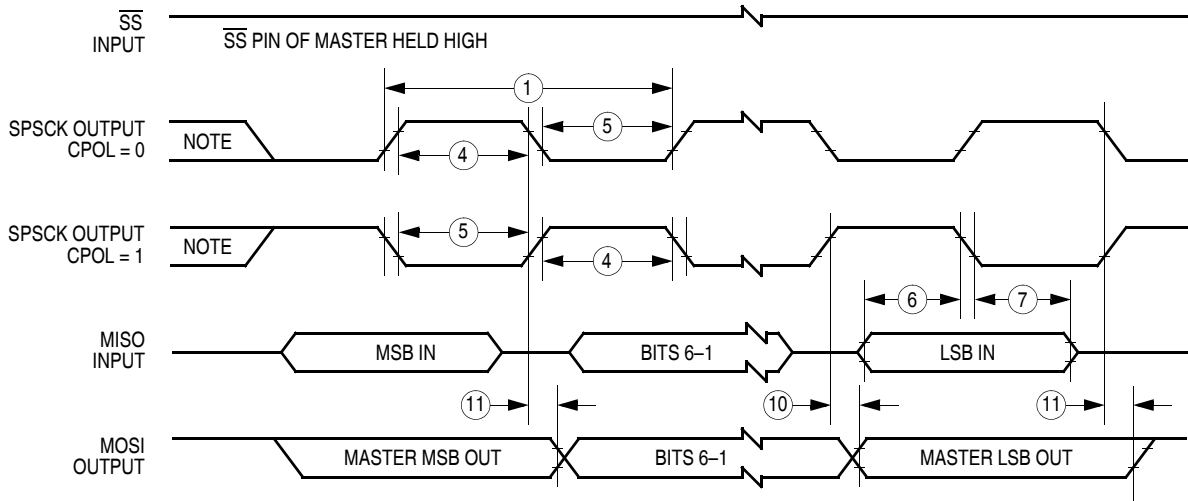 SS
INPUT
SS PIN OF MASTER HELD HIGH
1
SPSCK OUTPUT
CPOL = 0
NOTE
5
4
SPSCK OUTPUT
CPOL = 1
NOTE
5
4
6
7
MISO
INPUT
MSB IN
BITS 6–1
LSB IN
11
10
11
MOSI
OUTPUT
MASTER MSB OUT
BITS 6–1
MASTER LSB OUT